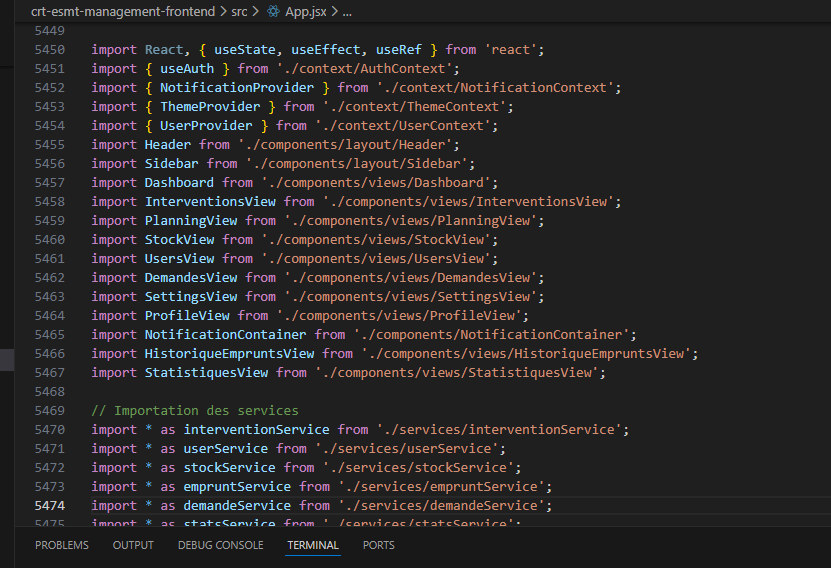 crt-esmt-management-frontend > src > App.jsx > ...
5449
5450 import React, { useState, useEffect, useRef } from 'react';
5451 import { useAuth } from './context/AuthContext';
5452 import { NotificationProvider } from './context/NotificationContext';
5453 import { ThemeProvider } from './context/ThemeContext';
5454 import { UserProvider } from './context/UserContext';
5455 import Header from './components/layout/Header';
5456 import Sidebar from './components/layout/Sidebar';
5457 import Dashboard from './components/views/Dashboard';
5458 import InterventionsView from './components/views/InterventionsView';
5459 import PlanningView from './components/views/PlanningView';
5460 import StockView from './components/views/StockView';
5461 import UsersView from './components/views/UsersView';
5462 import DemandesView from './components/views/DemandesView';
5463 import SettingsView from './components/views/SettingsView';
5464 import ProfileView from './components/views/ProfileView';
5465 import NotificationContainer from './components/NotificationContainer';
5466 import HistoriqueEmpruntsView from './components/views/HistoriqueEmpruntsView';
5467 import StatistiquesView from './components/views/StatistiquesView';
5468
5469 // Importation des services
5470 import * as interventionService from './services/interventionService';
5471 import * as userService from './services/userService';
5472 import * as stockService from './services/stockService';
5473 import * as empruntService from './services/empruntService';
5474 import * as demandeService from './services/demandeService';
5475 import * as statsService from './services/statsService';
PROBLEMS OUTPUT DEBUG CONSOLE TERMINAL PORTS